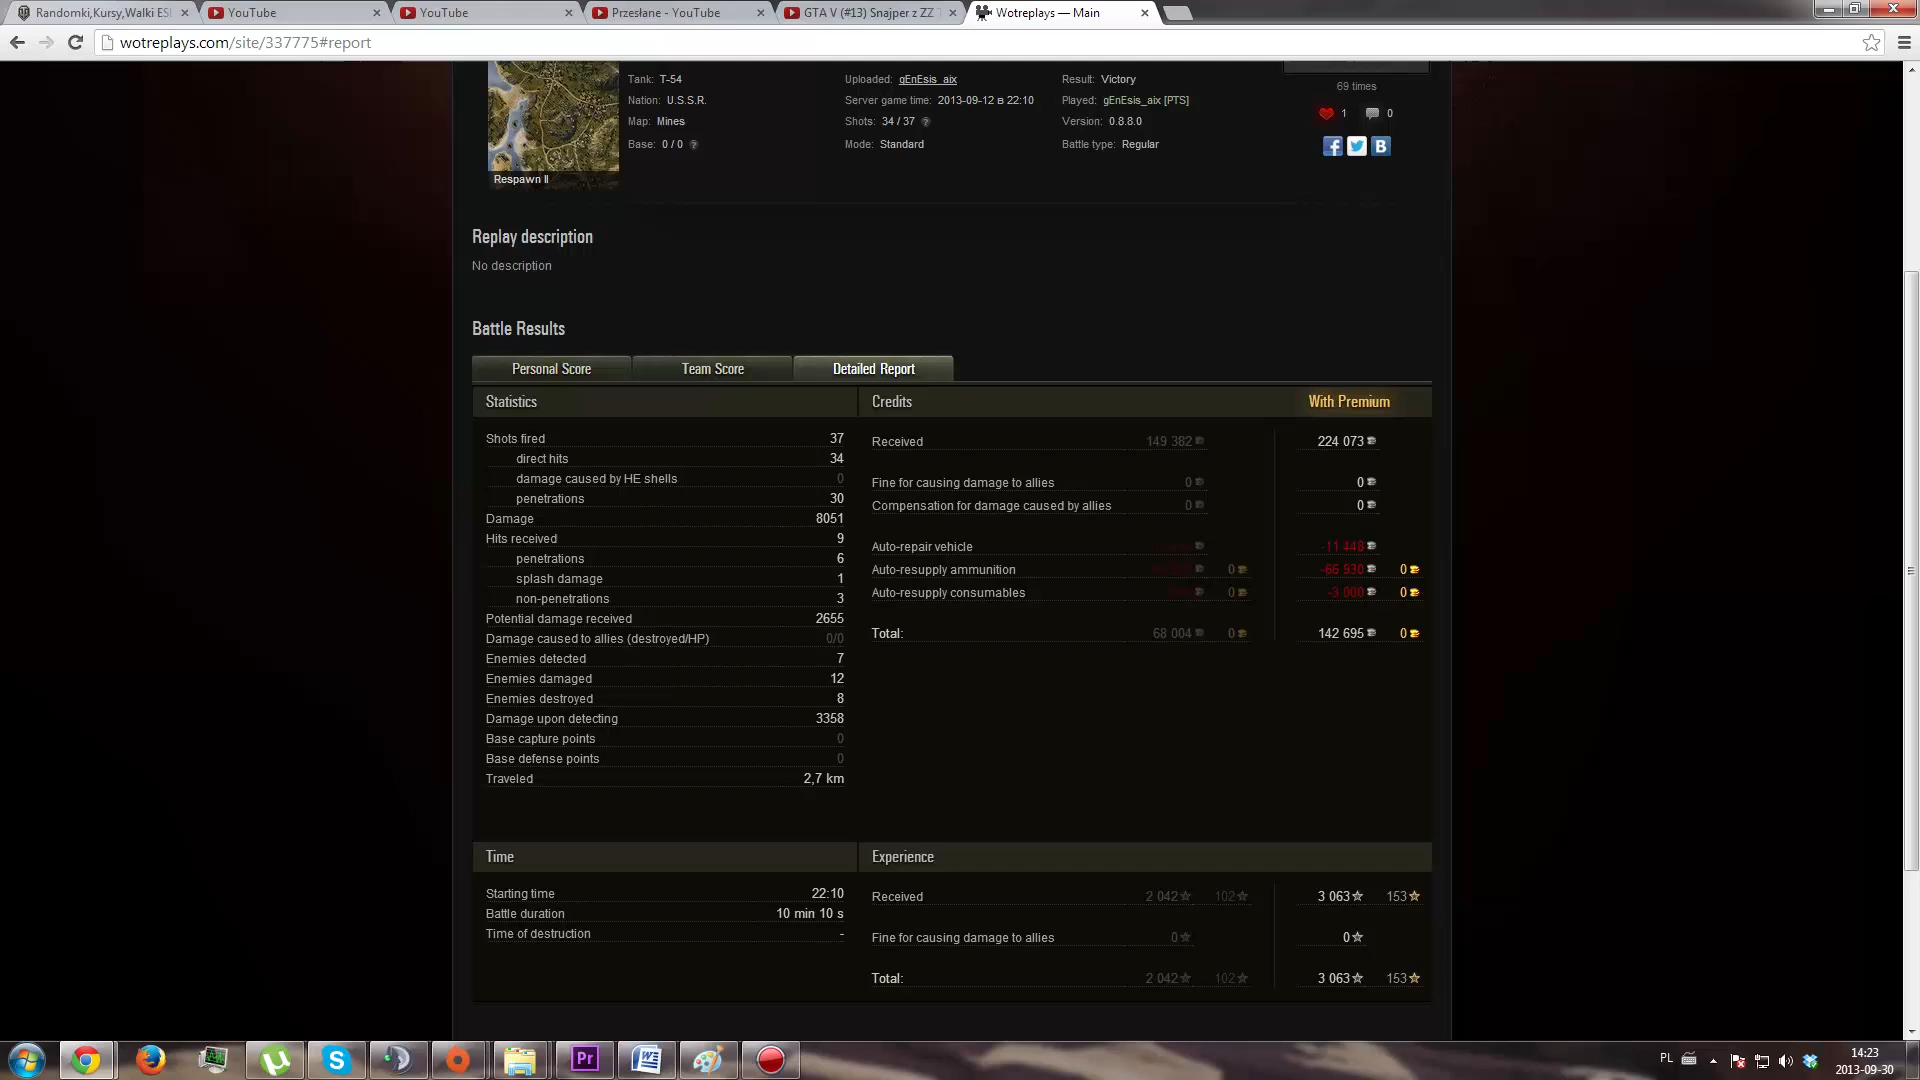 Randomki,Kursy,Walki ESL
YouTube
YouTube
Przesłane - YouTube
GTA V (#13) Snajper z ZZ T
Wotreplays — Main
wotreplays.com/site/337775#report
Tank: T-54
Uploaded: gEnEsis_aix
Result: Victory
69 times
Nation: U.S.S.R.
Server game time: 2013-09-12 в 22:10
Played: gEnEsis_aix [PTS]
Map: Mines
Shots: 34 / 37 ?
Version: 0.8.8.0
1
0
Base: 0 / 0 ?
Mode: Standard
Battle type: Regular
f
B
Respawn II
Replay description
No description
Battle Results
Personal Score
Team Score
Detailed Report
Statistics
Credits
With Premium
Shots fired 37
direct hits 34
damage caused by HE shells 0
penetrations 30
Damage 8051
Hits received 9
penetrations 6
splash damage 1
non-penetrations 3
Potential damage received 2655
Damage caused to allies (destroyed/HP) 0/0
Enemies detected 7
Enemies damaged 12
Enemies destroyed 8
Damage upon detecting 3358
Base capture points 0
Base defense points 0
Traveled 2,7 km
Received 149 382 224 073
Fine for causing damage to allies 0 0
Compensation for damage caused by allies 0 0
Auto-repair vehicle -11 448
Auto-resupply ammunition 0 -66 930 0
Auto-resupply consumables 0 -3 000 0
Total: 68 004 0 142 695 0
Time
Experience
Starting time 22:10
Battle duration 10 min 10 s
Time of destruction -
Received 2 042 102 3 063 153
Fine for causing damage to allies 0 0
Total: 2 042 102 3 063 153
S
Pr
W
PL
14:23
2013-09-30